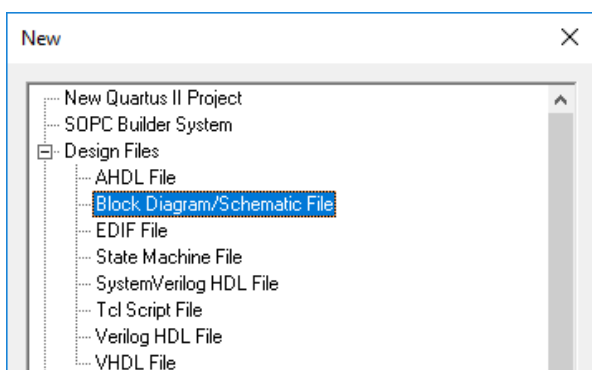 New
New Quartus II Project
SOPC Builder System
Design Files
AHDL File
Block Diagram/Schematic File
EDIF File
State Machine File
SystemVerilog HDL File
Tcl Script File
Verilog HDL File
VHDL File